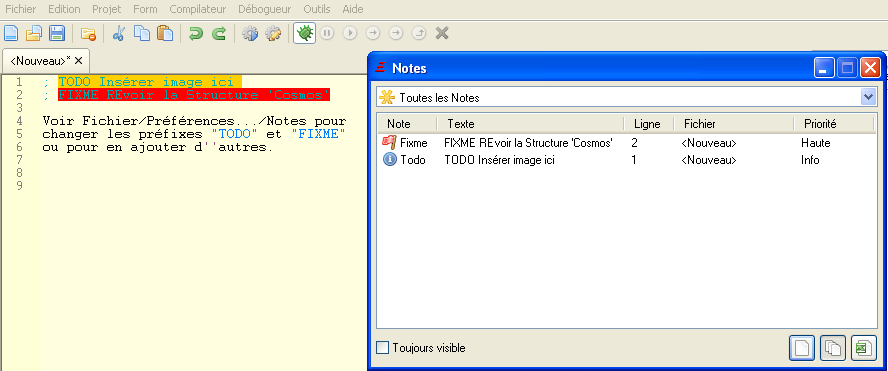 Fichier Edition Projet Form Compilateur Débogueur Outils Aide
<Nouveau>*
1 ; TODO Insérer image ici
2 ; FIXME REvoir la Structure 'Cosmos'
3
4 Voir Fichier/Préférences.../Notes pour
5 changer les préfixes "TODO" et "FIXME"
6 ou pour en ajouter d''autres.
7
8
9
Notes
Toutes les Notes
Note Texte Ligne Fichier Priorité
Fixme FIXME REvoir la Structure 'Cosmos' 2 <Nouveau> Haute
Todo TODO Insérer image ici 1 <Nouveau> Info
Toujours visible